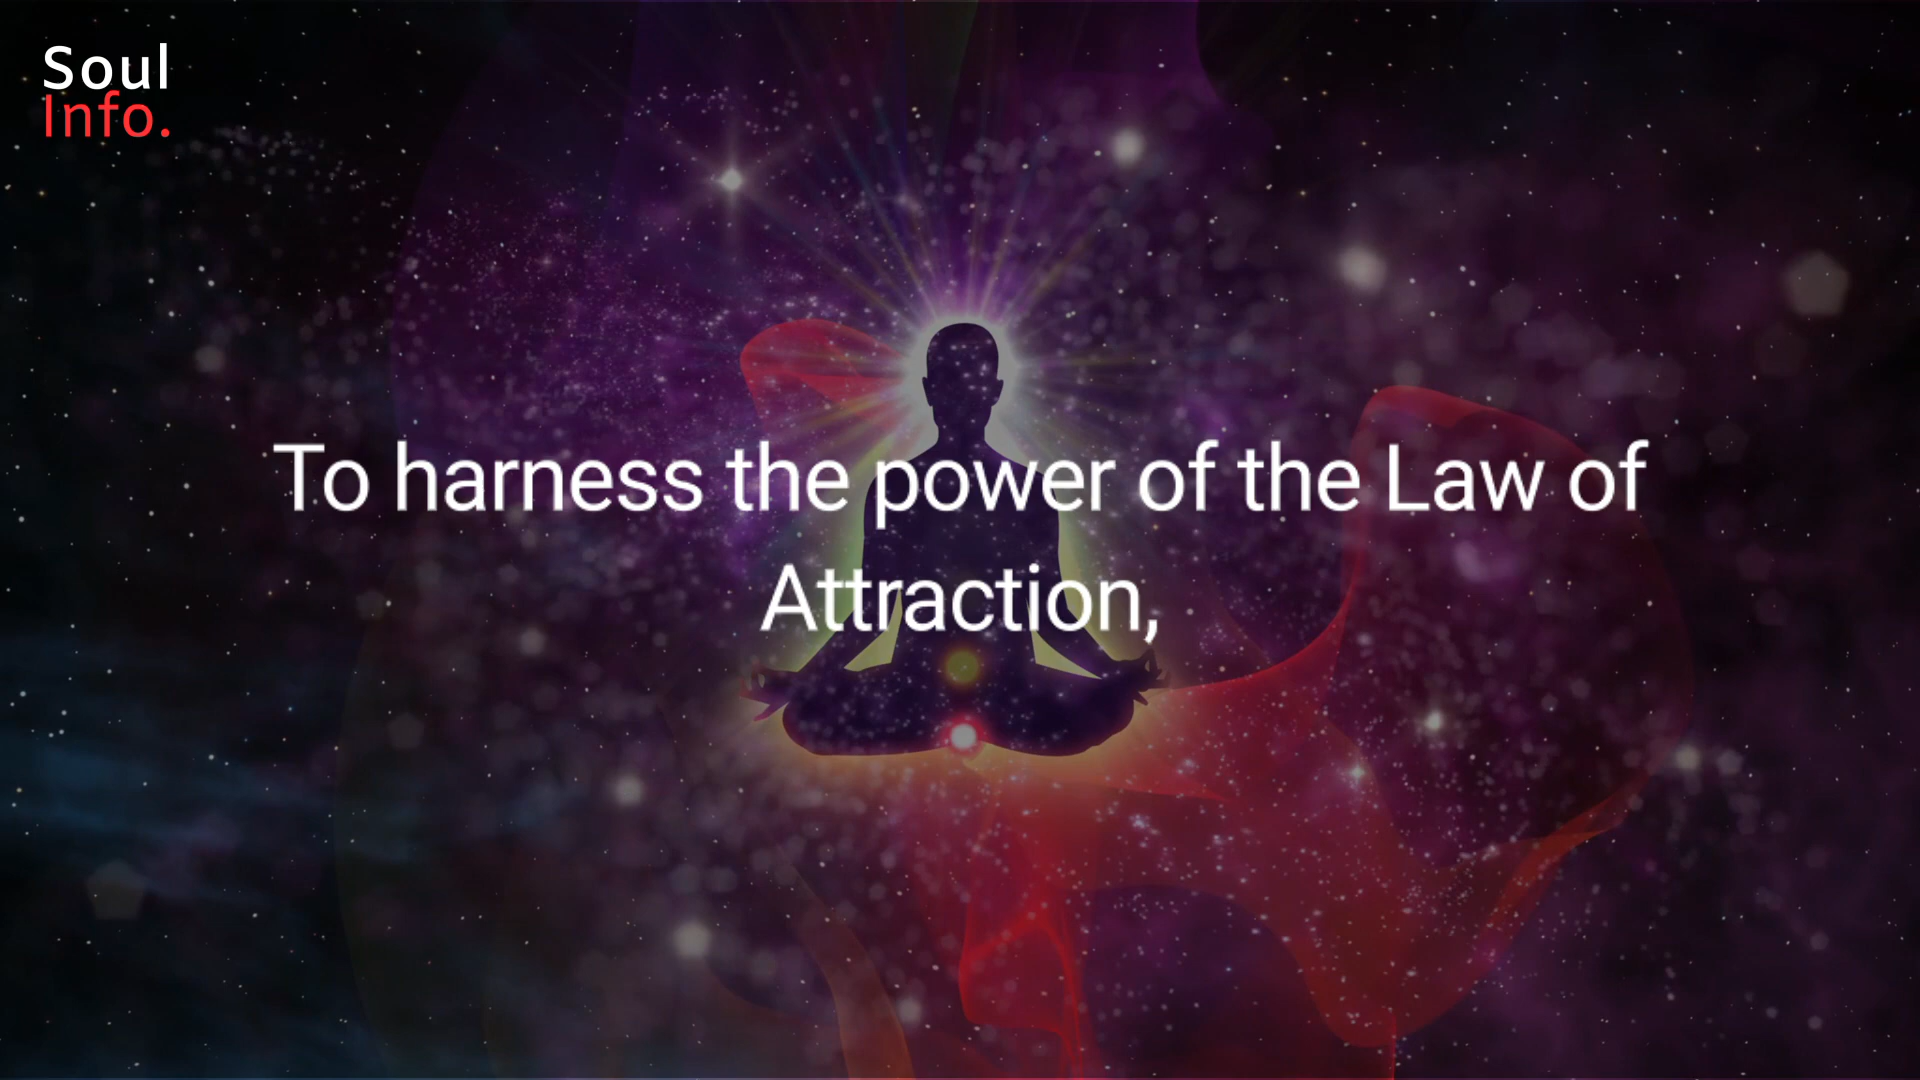 Soul
Info.
To harness the power of the Law of
Attraction,